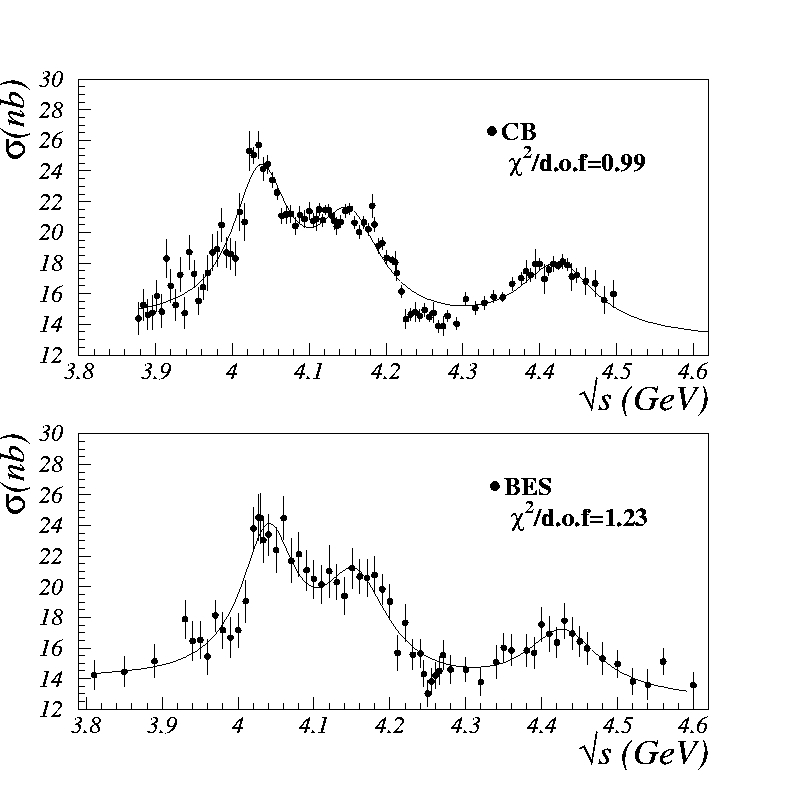 σ(nb)
30
28
26
24
22
20
18
16
14
12
● CB
χ²/d.o.f=0.99
3.8 3.9 4 4.1 4.2 4.3 4.4 4.5 4.6
√s (GeV)
σ(nb)
30
28
26
24
22
20
18
16
14
12
● BES
χ²/d.o.f=1.23
3.8 3.9 4 4.1 4.2 4.3 4.4 4.5 4.6
√s (GeV)